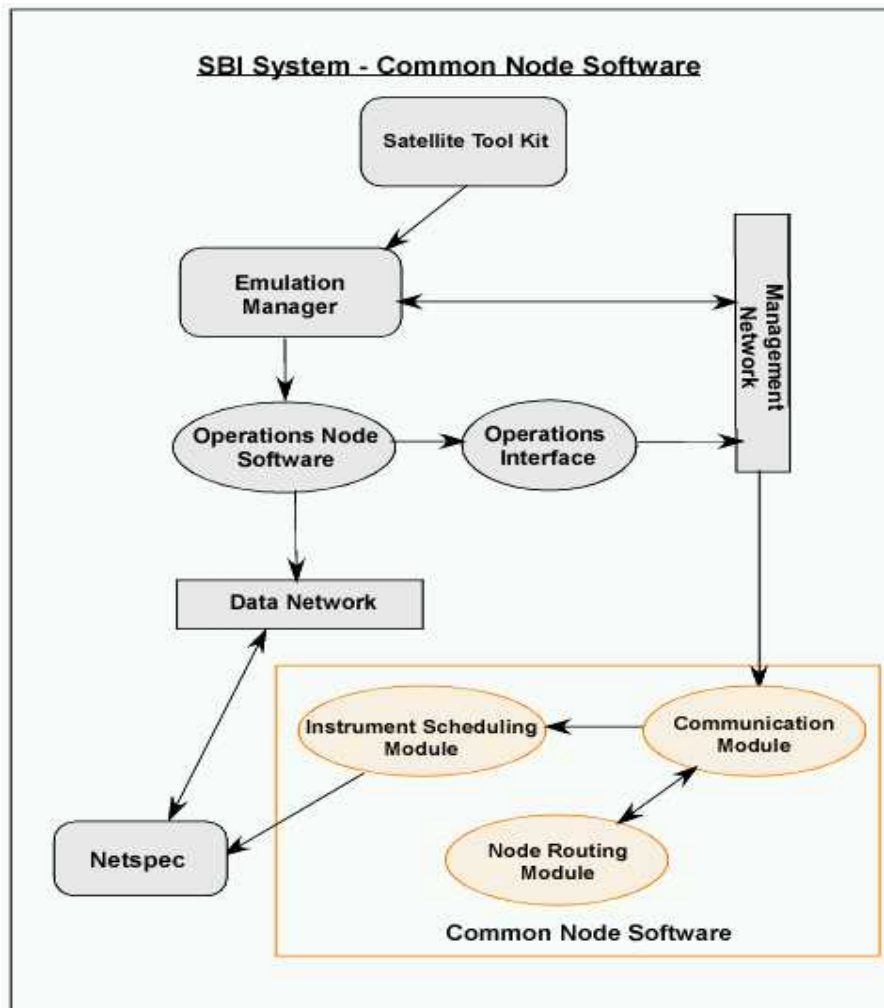 SBI System - Common Node Software
Satellite Tool Kit
Emulation
Manager
Management
Network
Operations Node
Software
Operations
Interface
Data Network
Instrument Scheduling
Module
Communication
Module
Netspec
Node Routing
Module
Common Node Software